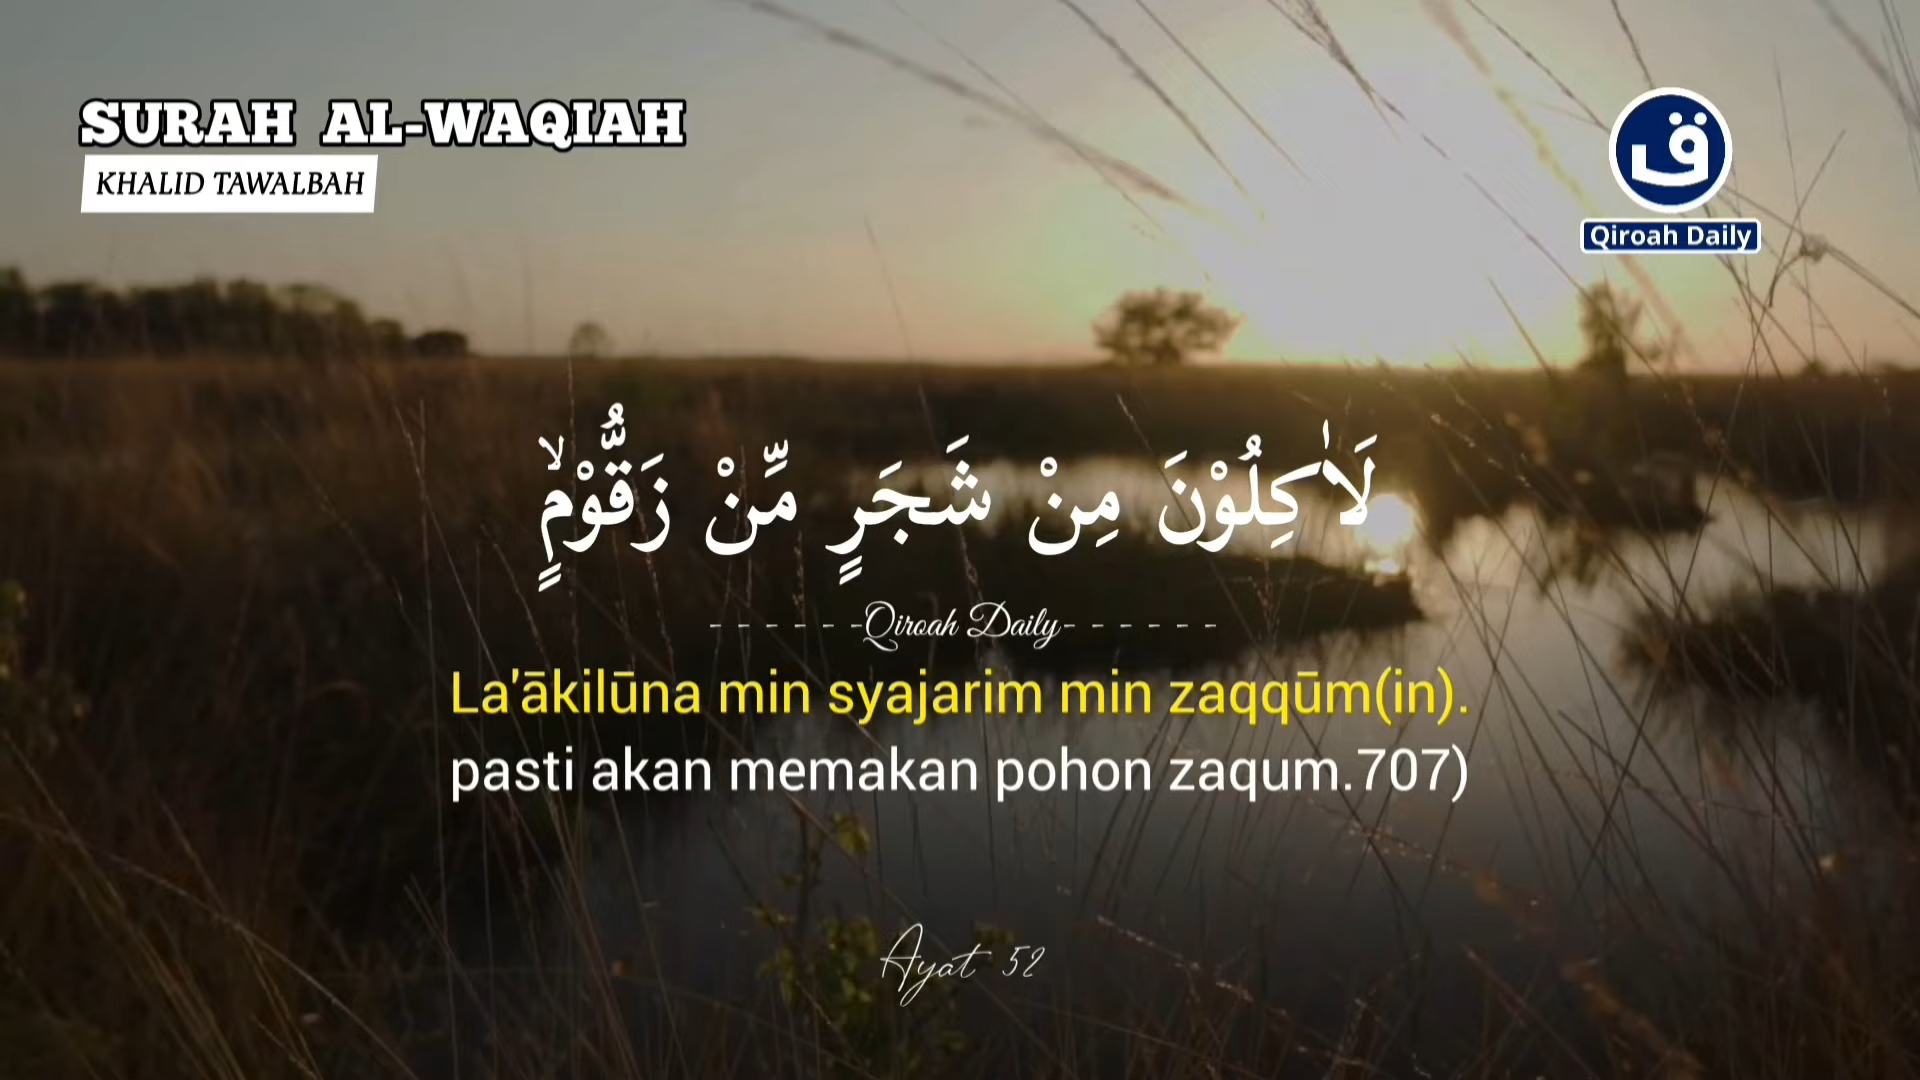 SURAH AL-WAQIAH
KHALID TAWALBAH
ق
Qiroah Daily
لَاٰكِلُوْنَ مِنْ شَجَرٍ مِّنْ زَقُّوْمٍۙ
- - - - - -Qiroah Daily- - - - - -
La'ākilūna min syajarim min zaqqūm(in).
pasti akan memakan pohon zaqum.707)
Ayat 52